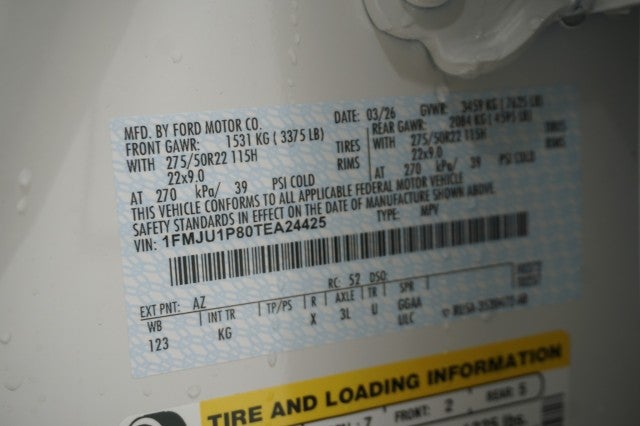 MFD. BY FORD MOTOR CO.
DATE: 03/26 GVWR: 3459 KG (7625 LB)
FRONT GAWR: 1531 KG (3375 LB) REAR GAWR: 2084 KG (4595 LB)
WITH 275/50R22 115H TIRES WITH 275/50R22 115H
22x9.0 RIMS 22x9.0
AT 270 kPa/ 39 PSI COLD AT 270 kPa/ 39 PSI COLD
THIS VEHICLE CONFORMS TO ALL APPLICABLE FEDERAL MOTOR VEHICLE
SAFETY STANDARDS IN EFFECT ON THE DATE OF MANUFACTURE SHOWN ABOVE
VIN: 1FMJU1P80TEA24425 TYPE: MPV
EXT PNT: AZ RC: 52 DSO:
WB INT TR TP/PS R AXLE TR SPR
123 KG X 3L U GGAA
ULC
TIRE AND LOADING INFORMATION
7 FRONT: 2 REAR: 5